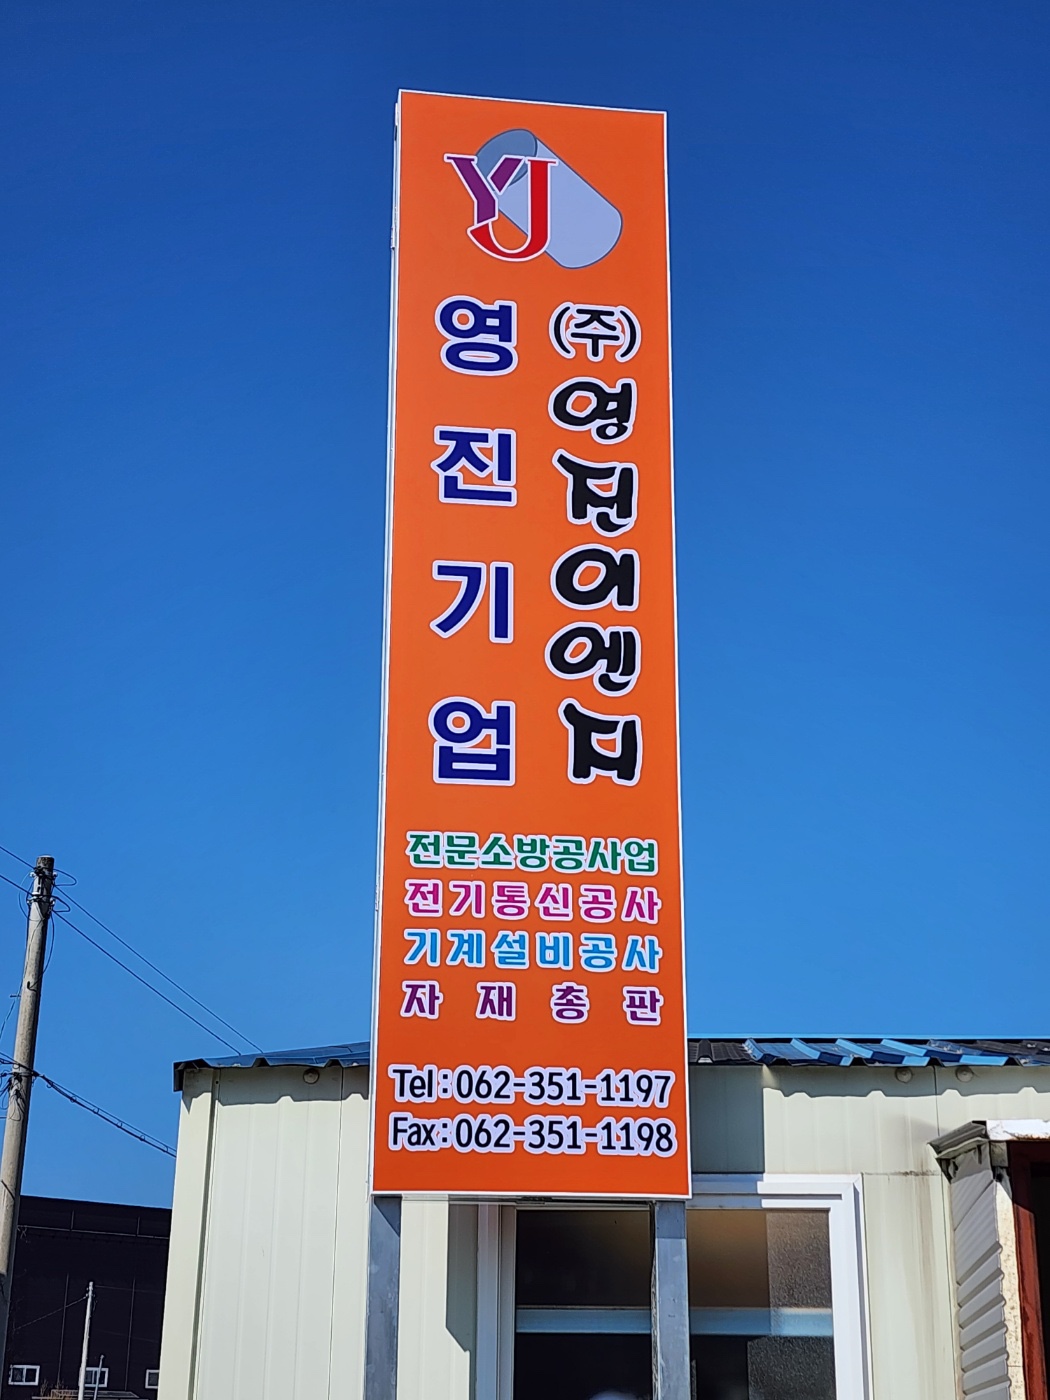 YJ
영진기업
(주)영진이엔지
전문소방공사업
전기통신공사
기계설비공사
자재총판
Tel:062-351-1197
Fax:062-351-1198